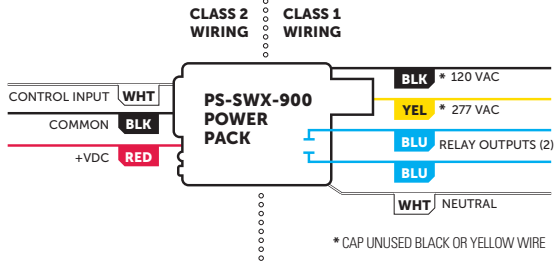 CLASS 2 WIRING
CLASS 1 WIRING
CONTROL INPUT WHT
COMMON BLK
+VDC RED
PS-SWX-900
POWER
PACK
BLK * 120 VAC
YEL * 277 VAC
BLU RELAY OUTPUTS (2)
BLU
WHT NEUTRAL
* CAP UNUSED BLACK OR YELLOW WIRE